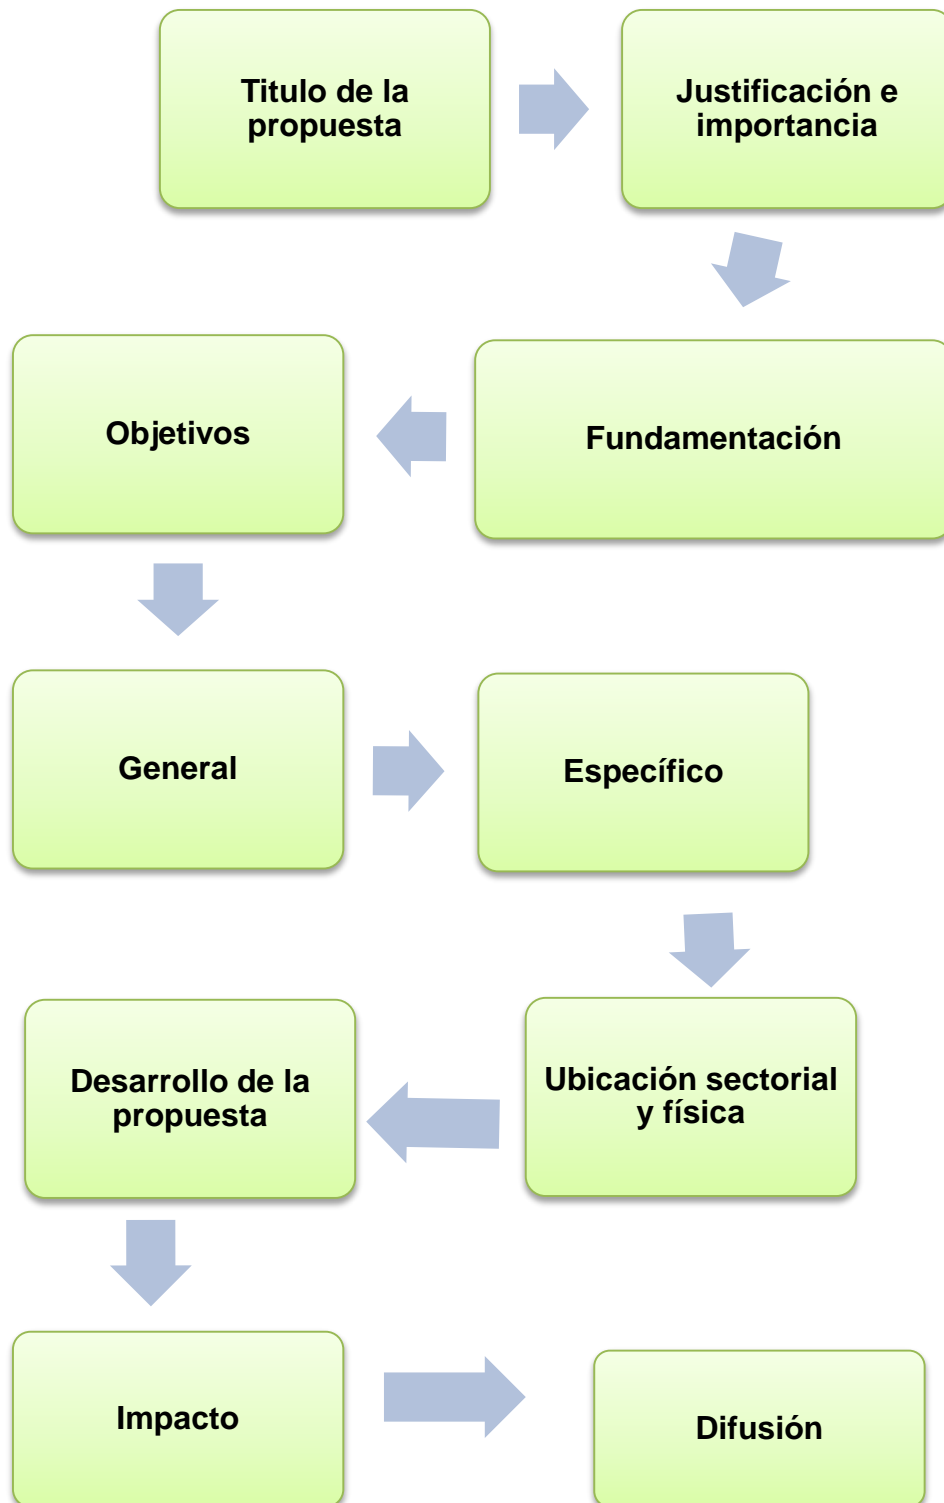 Titulo de la
propuesta
Justificación e
importancia
Fundamentación
Objetivos
General
Específico
Ubicación sectorial
y física
Desarrollo de la
propuesta
Impacto
Difusión